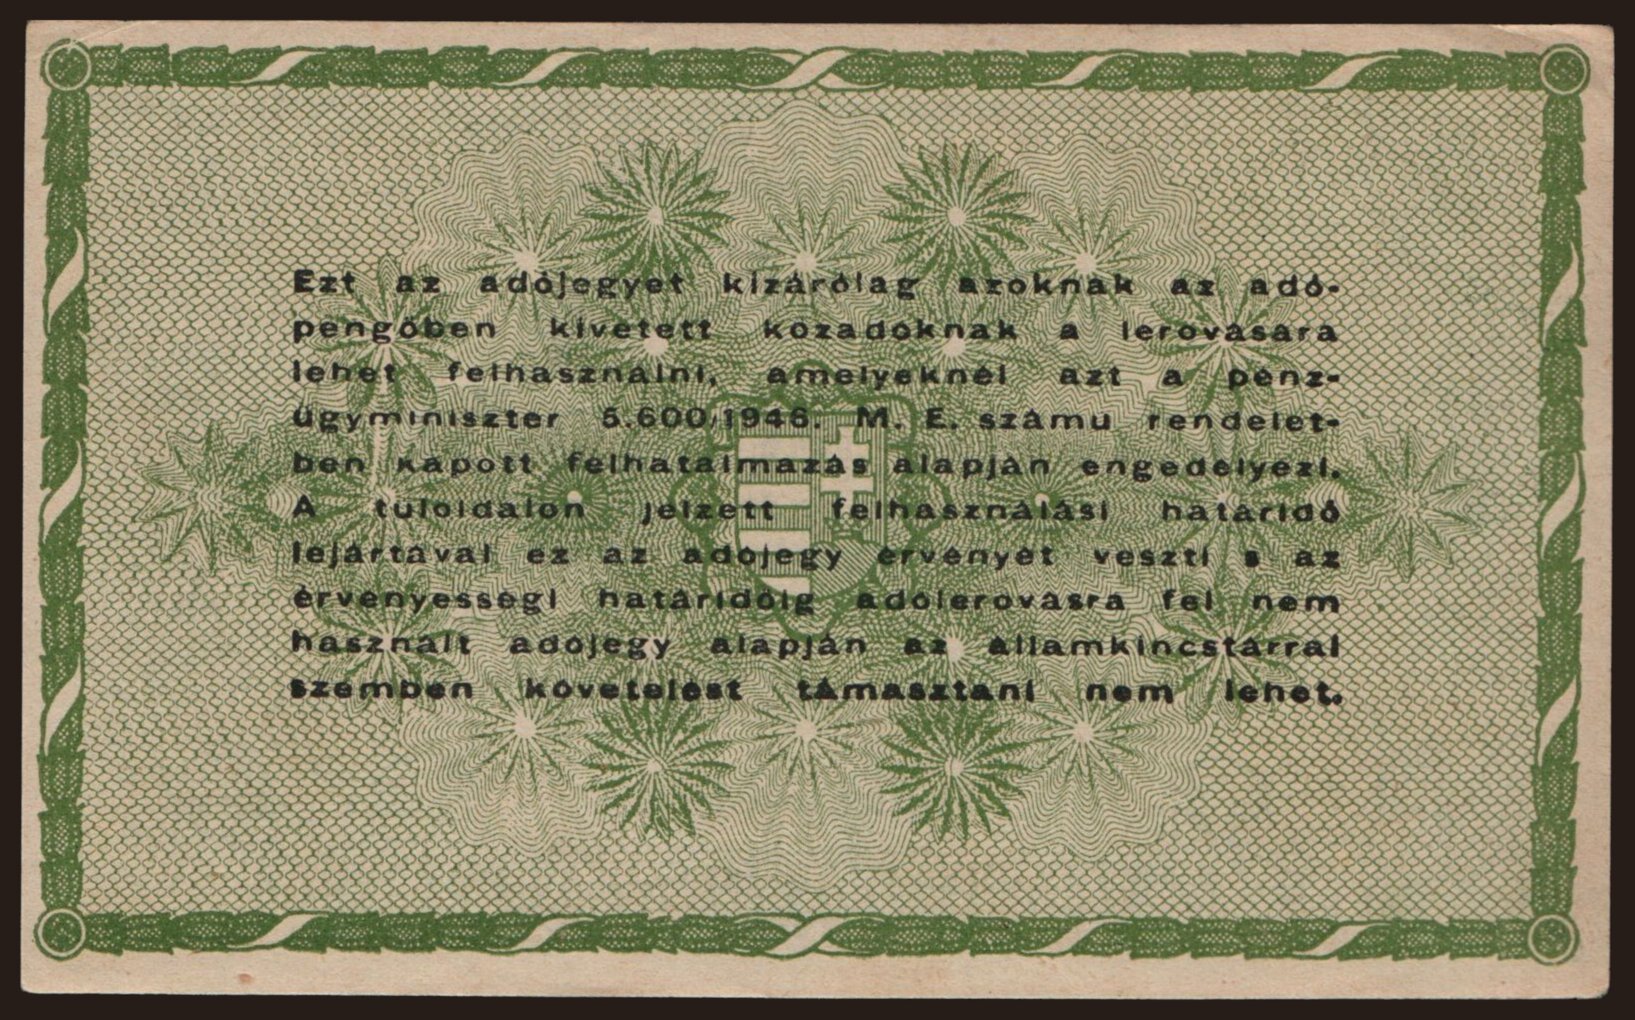 Ezt az adójegyet kizárólag azoknak az adó-
pengőben kivetett közadóknak a lerovására
lehet felhasználni, amelyeknél azt a pénz-
ügyminiszter 5.600/1946. M. E. számu rendelet-
ben kapott felhatalmazás alapján engedélyezi.
A túloldalon jelzett felhasználási határidő
lejártával ez az adójegy érvényét veszti s az
érvényességi határidőig adólerovásra fel nem
használt adójegy alapján az államkincstárral
szemben követelést támasztani nem lehet.